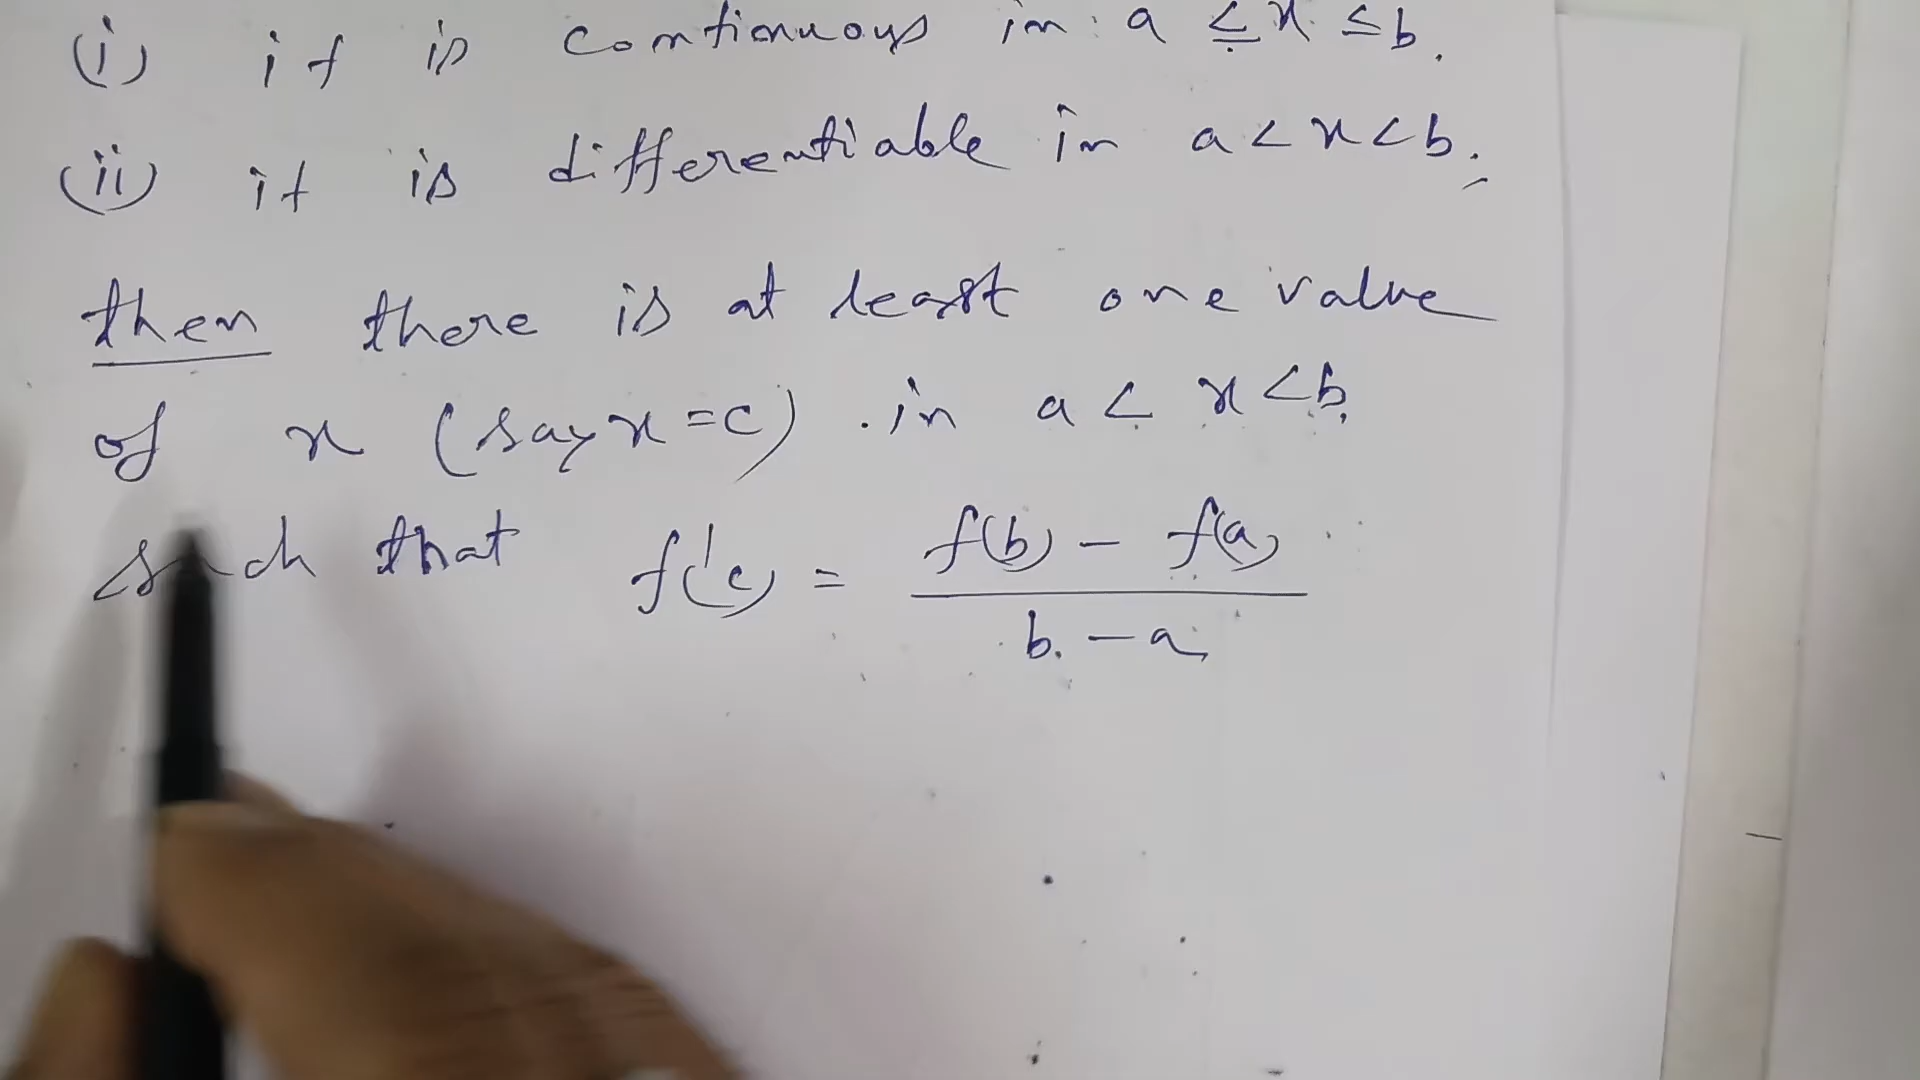 (i) it is continuous in a ≤ x ≤ b.
(ii) it is differentiable in a < x < b.
then there is at least one value
of x (say x = c) in a < x < b
such that f'(c) = f(b) - f(a)
b - a